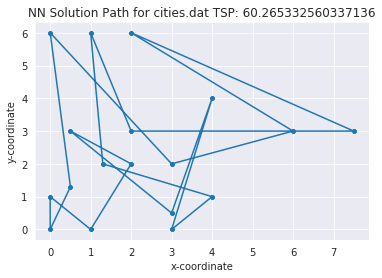 NN Solution Path for cities.dat TSP: 60.265332560337136
6
5
4
3
2
1
0
y-coordinate
0 1 2 3 4 5 6 7
x-coordinate